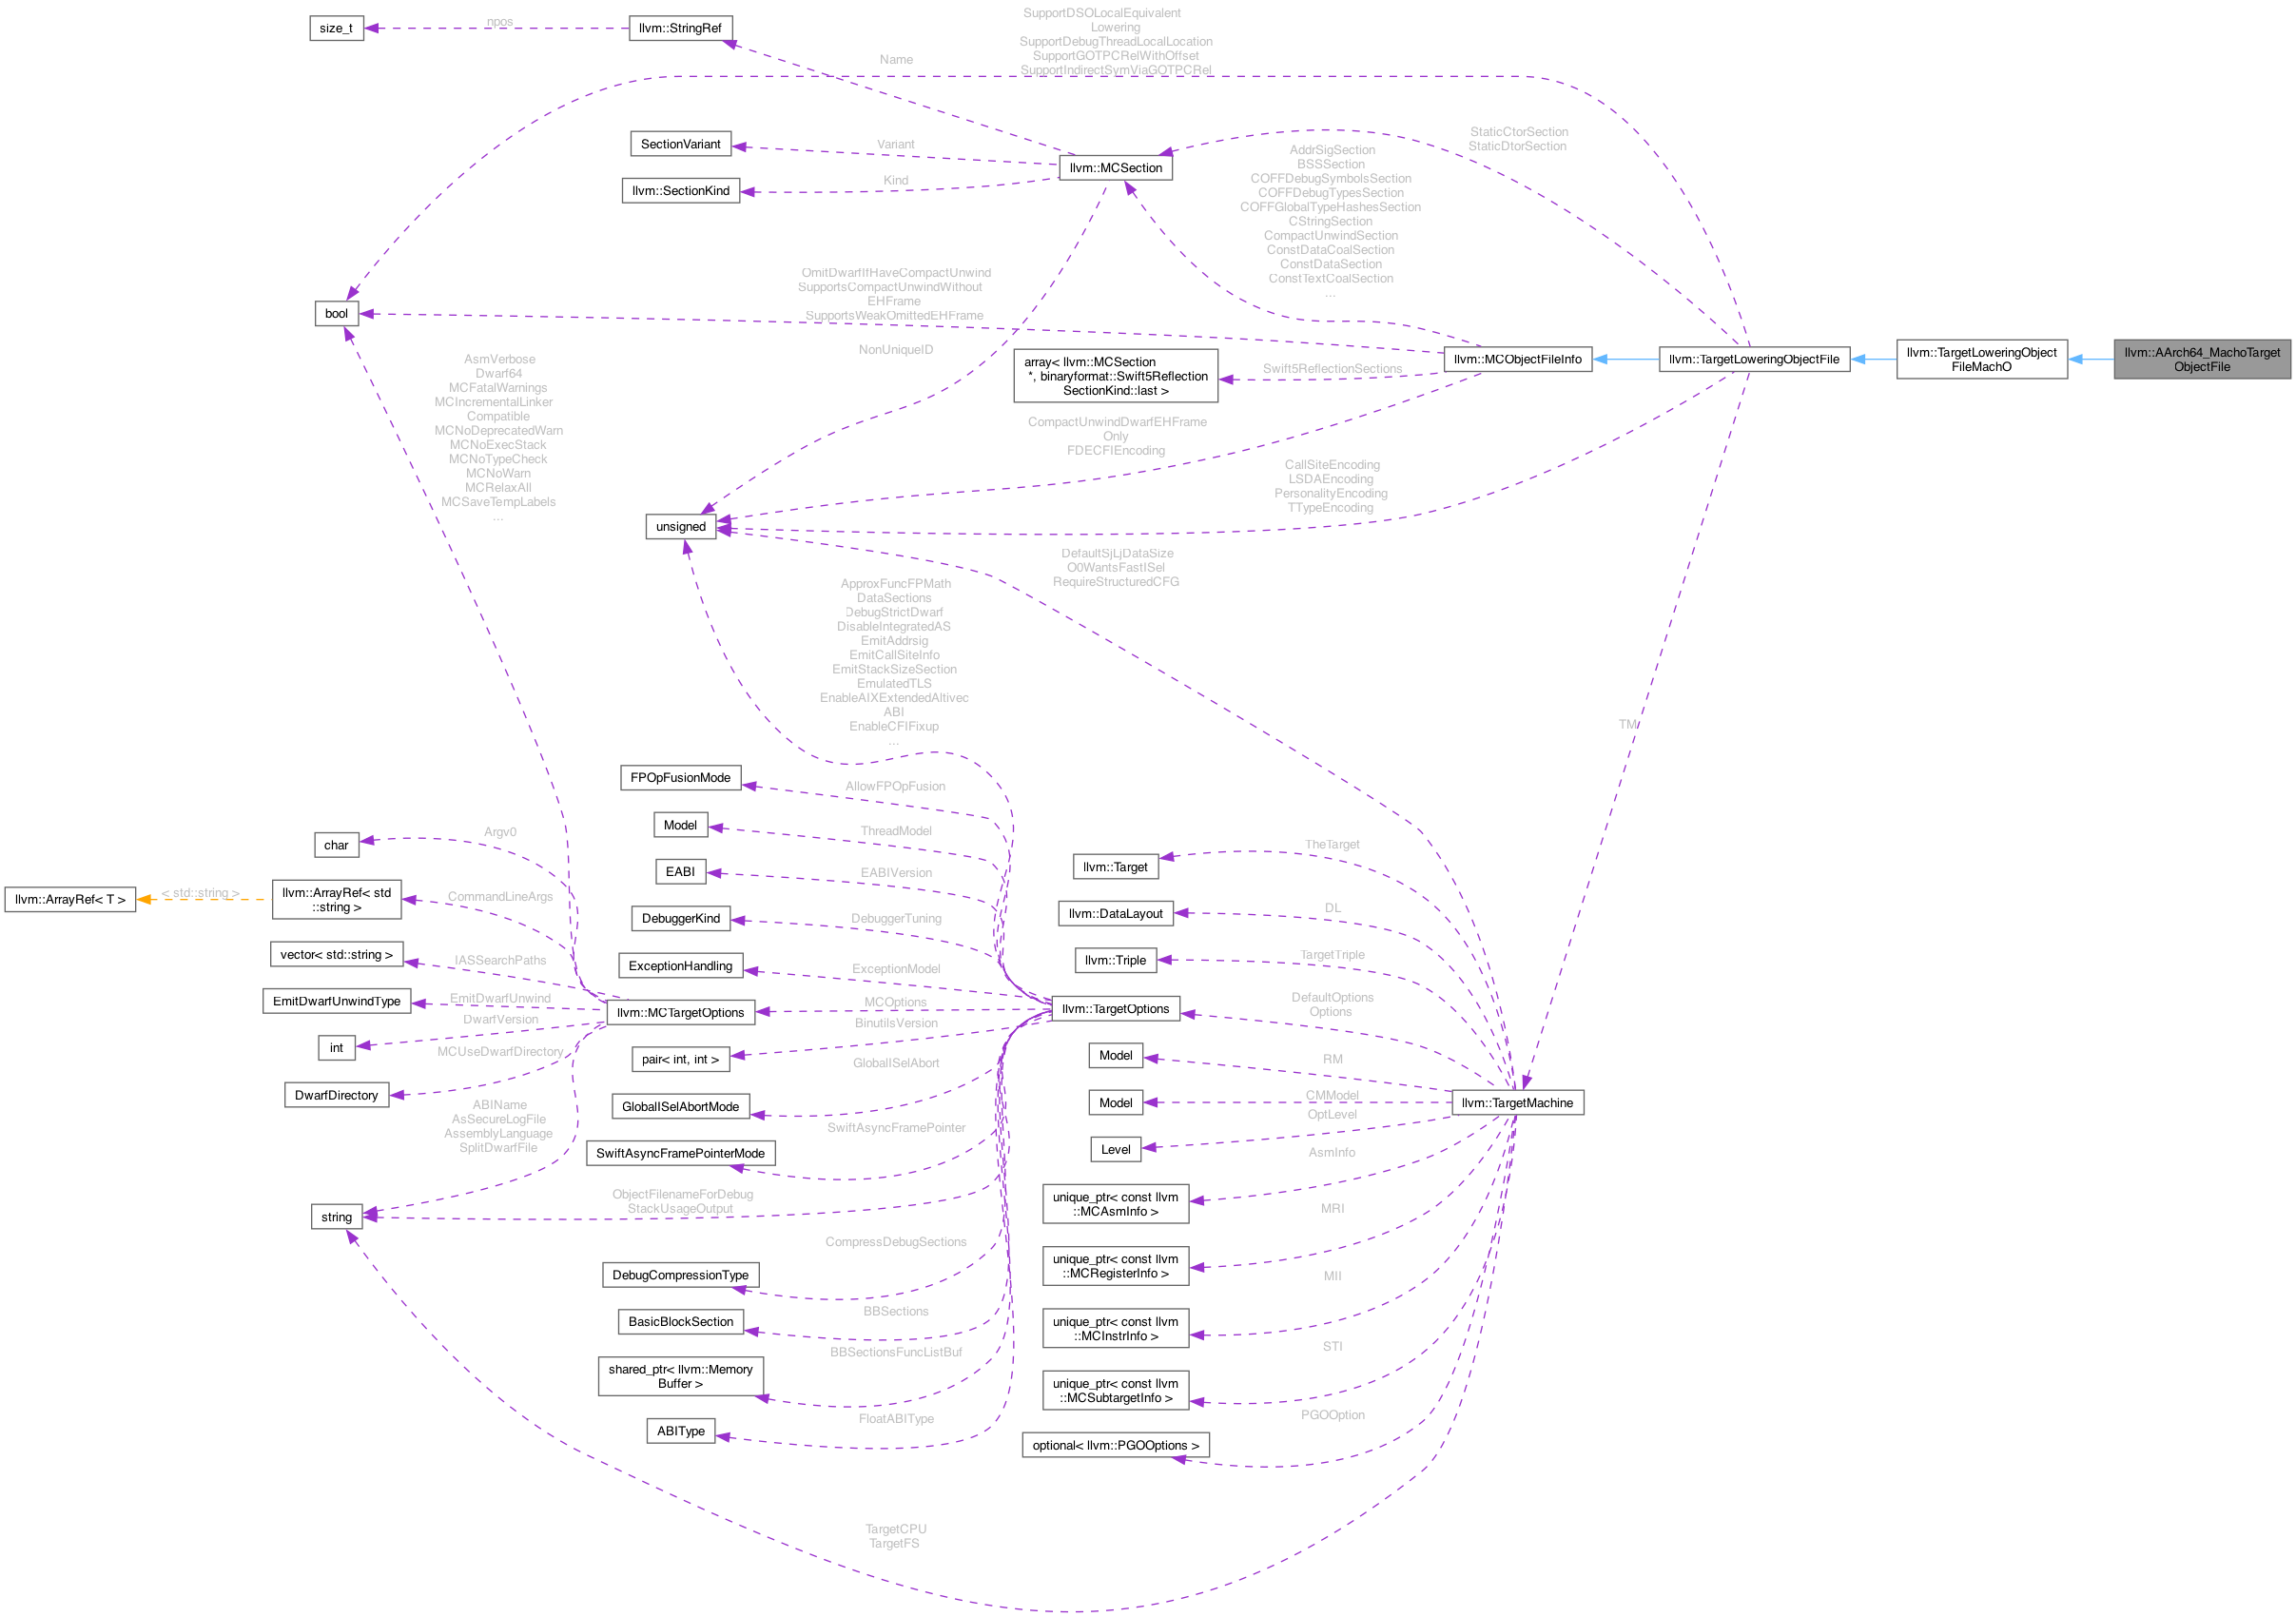 size_t
npos
llvm::StringRef
SupportDSOLocalEquivalent
Lowering
SupportDebugThreadLocalLocation
SupportGOTPCRelWithOffset
SupportIndirectSymViaGOTPCRel
Name
SectionVariant
Variant
llvm::SectionKind
Kind
llvm::MCSection
StaticCtorSection
StaticDtorSection
AddrSigSection
BSSSection
COFFDebugSymbolsSection
COFFDebugTypesSection
COFFGlobalTypeHashesSection
CStringSection
CompactUnwindSection
ConstDataCoalSection
ConstDataSection
ConstTextCoalSection
...
OmitDwarfIfHaveCompactUnwind
SupportsCompactUnwindWithout
EHFrame
SupportsWeakOmittedEHFrame
bool
NonUniqueID
array< llvm::MCSection
*, binaryformat::Swift5Reflection
SectionKind::last >
Swift5ReflectionSections
llvm::MCObjectFileInfo
llvm::TargetLoweringObjectFile
llvm::TargetLoweringObject
FileMachO
llvm::AArch64_MachoTarget
ObjectFile
AsmVerbose
Dwarf64
MCFatalWarnings
MCIncrementalLinker
Compatible
MCNoDeprecatedWarn
MCNoExecStack
MCNoTypeCheck
MCNoWarn
MCRelaxAll
MCSaveTempLabels
...
CompactUnwindDwarfEHFrame
Only
FDECFIEncoding
CallSiteEncoding
LSDAEncoding
PersonalityEncoding
TTypeEncoding
unsigned
DefaultSjLjDataSize
O0WantsFastISel
RequireStructuredCFG
ApproxFuncFPMath
DataSections
DebugStrictDwarf
DisableIntegratedAS
EmitAddrsig
EmitCallSiteInfo
EmitStackSizeSection
EmulatedTLS
EnableAIXExtendedAltivec
ABI
EnableCFIFixup
...
TM
FPOpFusionMode
AllowFPOpFusion
Model
ThreadModel
char
Argv0
EABI
EABIVersion
llvm::Target
TheTarget
llvm::ArrayRef< T >
< std::string >
llvm::ArrayRef< std
::string >
CommandLineArgs
DebuggerKind
DebuggerTuning
llvm::DataLayout
DL
vector< std::string >
IASSearchPaths
ExceptionHandling
ExceptionModel
llvm::Triple
TargetTriple
EmitDwarfUnwindType
EmitDwarfUnwind
llvm::MCTargetOptions
MCOptions
llvm::TargetOptions
DefaultOptions
Options
int
DwarfVersion
pair< int, int >
BinutilsVersion
Model
RM
DwarfDirectory
MCUseDwarfDirectory
GlobalISelAbortMode
GlobalISelAbort
Model
CMModel
llvm::TargetMachine
ABIName
AsSecureLogFile
AssemblyLanguage
SplitDwarfFile
SwiftAsyncFramePointerMode
SwiftAsyncFramePointer
Level
OptLevel
AsmInfo
string
ObjectFilenameForDebug
StackUsageOutput
unique_ptr< const llvm
::MCAsmInfo >
MRI
DebugCompressionType
CompressDebugSections
unique_ptr< const llvm
::MCRegisterInfo >
MII
BasicBlockSection
BBSections
unique_ptr< const llvm
::MCInstrInfo >
STI
shared_ptr< llvm::Memory
Buffer >
BBSectionsFuncListBuf
unique_ptr< const llvm
::MCSubtargetInfo >
ABIType
FloatABIType
optional< llvm::PGOOptions >
PGOOption
TargetCPU
TargetFS